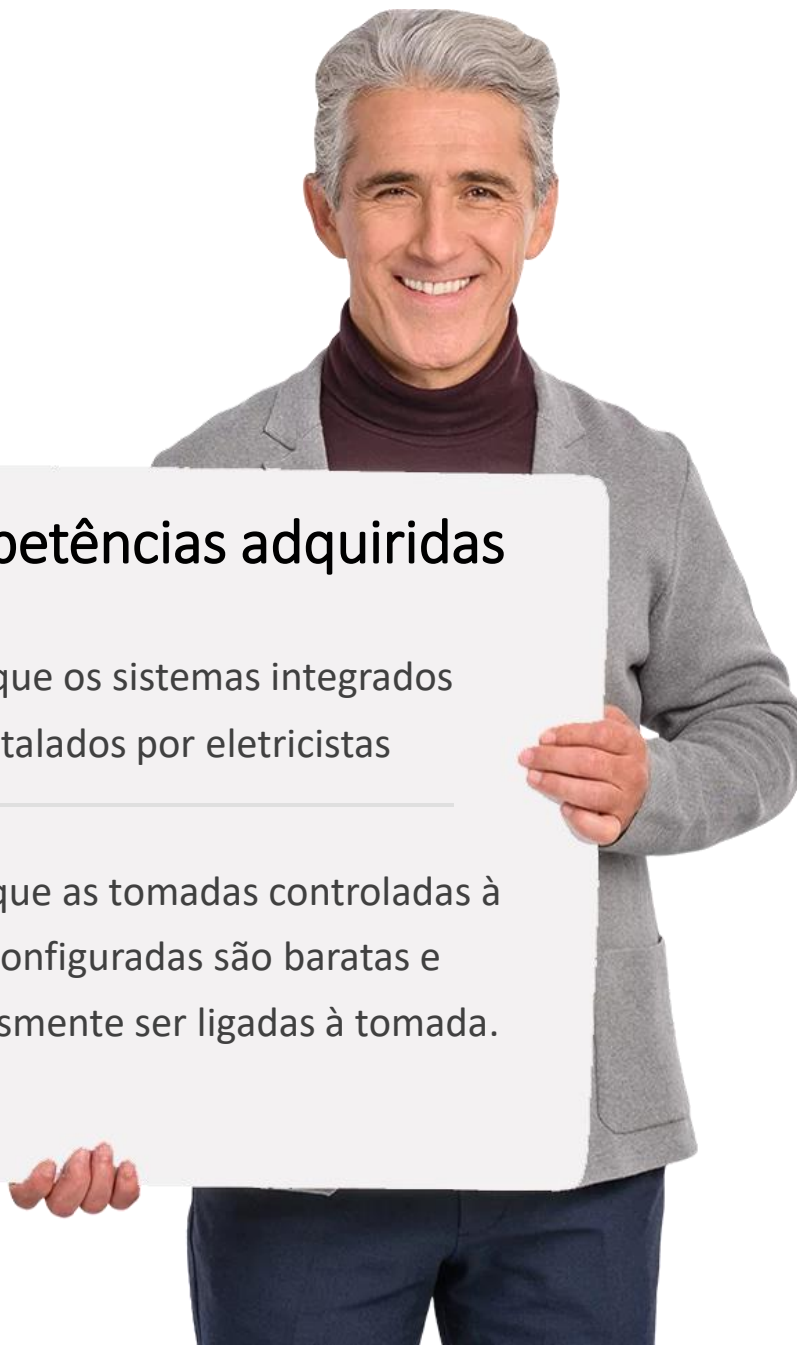 petências adquiridas
que os sistemas integrados
talados por eletricistas
que as tomadas controladas à
onfiguradas são baratas e
smente ser ligadas à tomada.